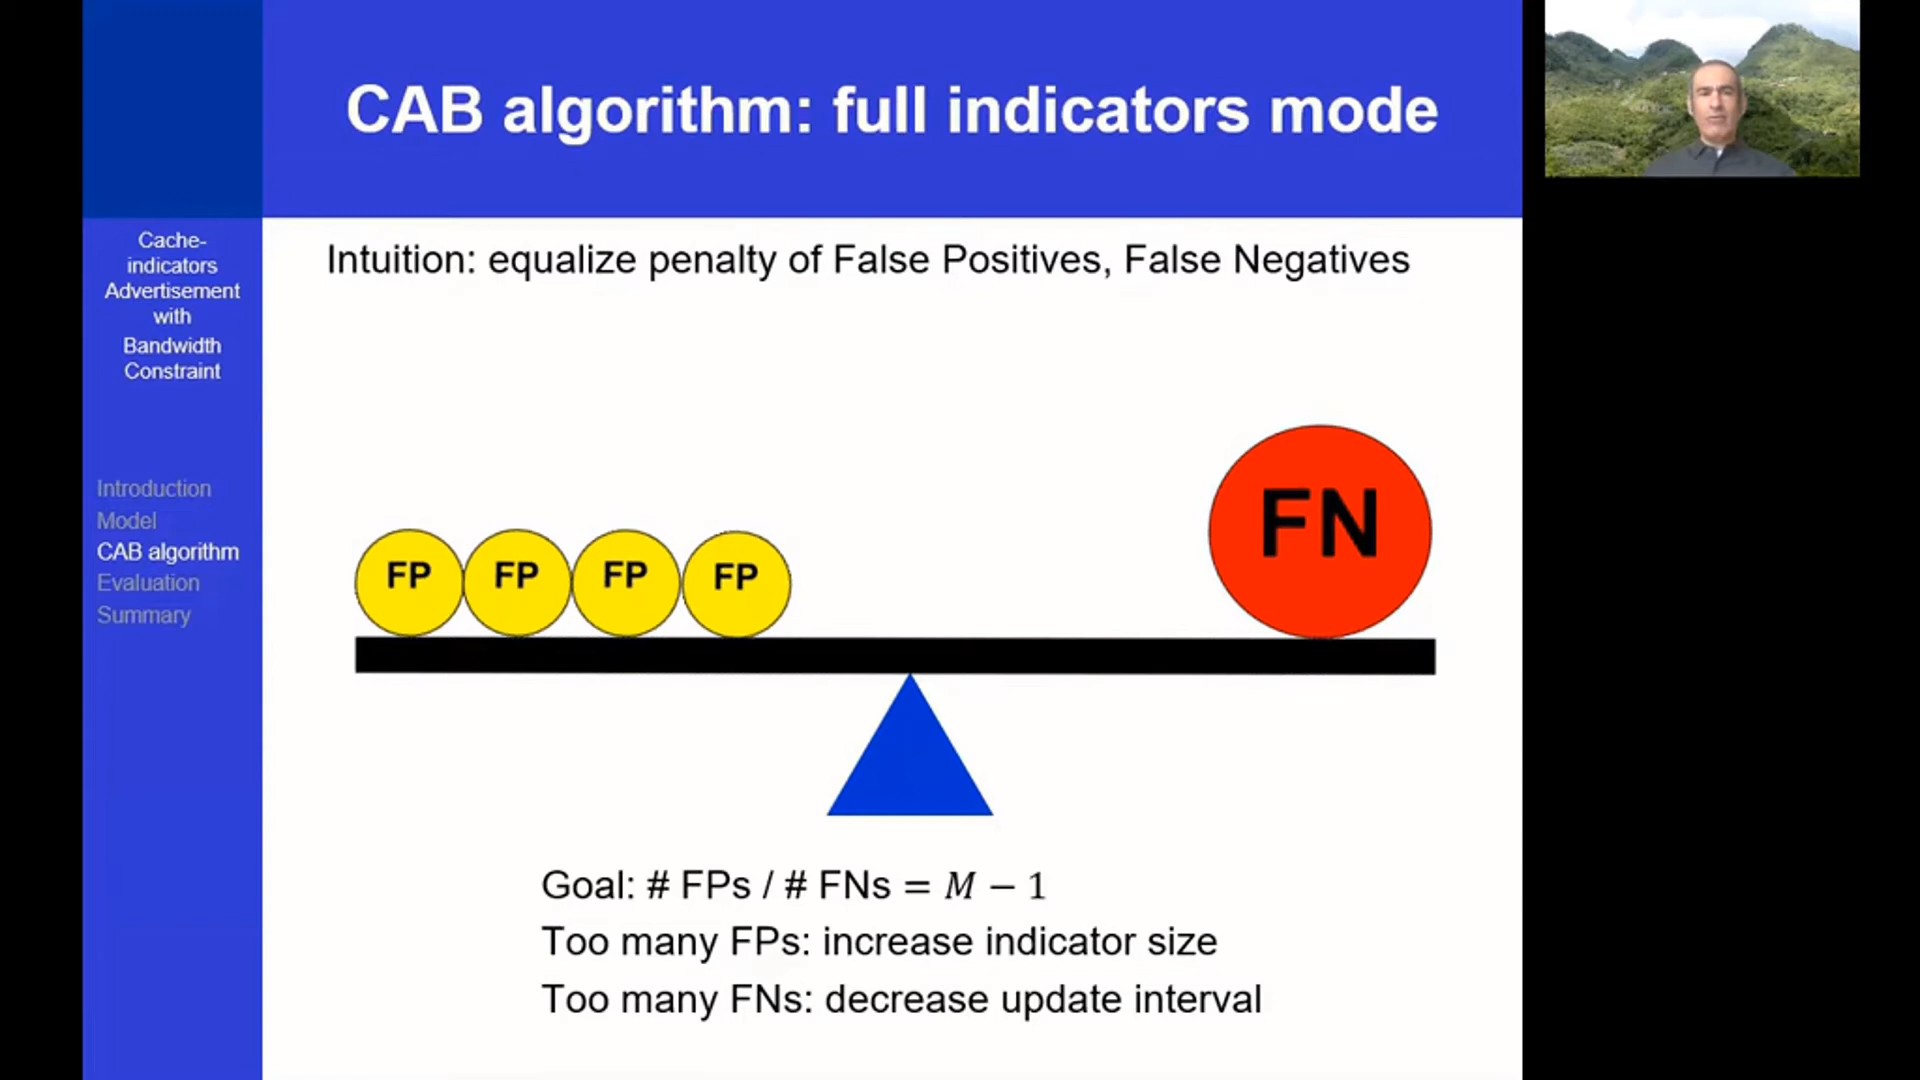 CAB algorithm: full indicators mode
Cache-
indicators
Advertisement
with
Bandwidth
Constraint
Introduction
Model
CAB algorithm
Evaluation
Summary
Intuition: equalize penalty of False Positives, False Negatives
FP FP FP FP FN
Goal: # FPs / # FNs = M − 1
Too many FPs: increase indicator size
Too many FNs: decrease update interval